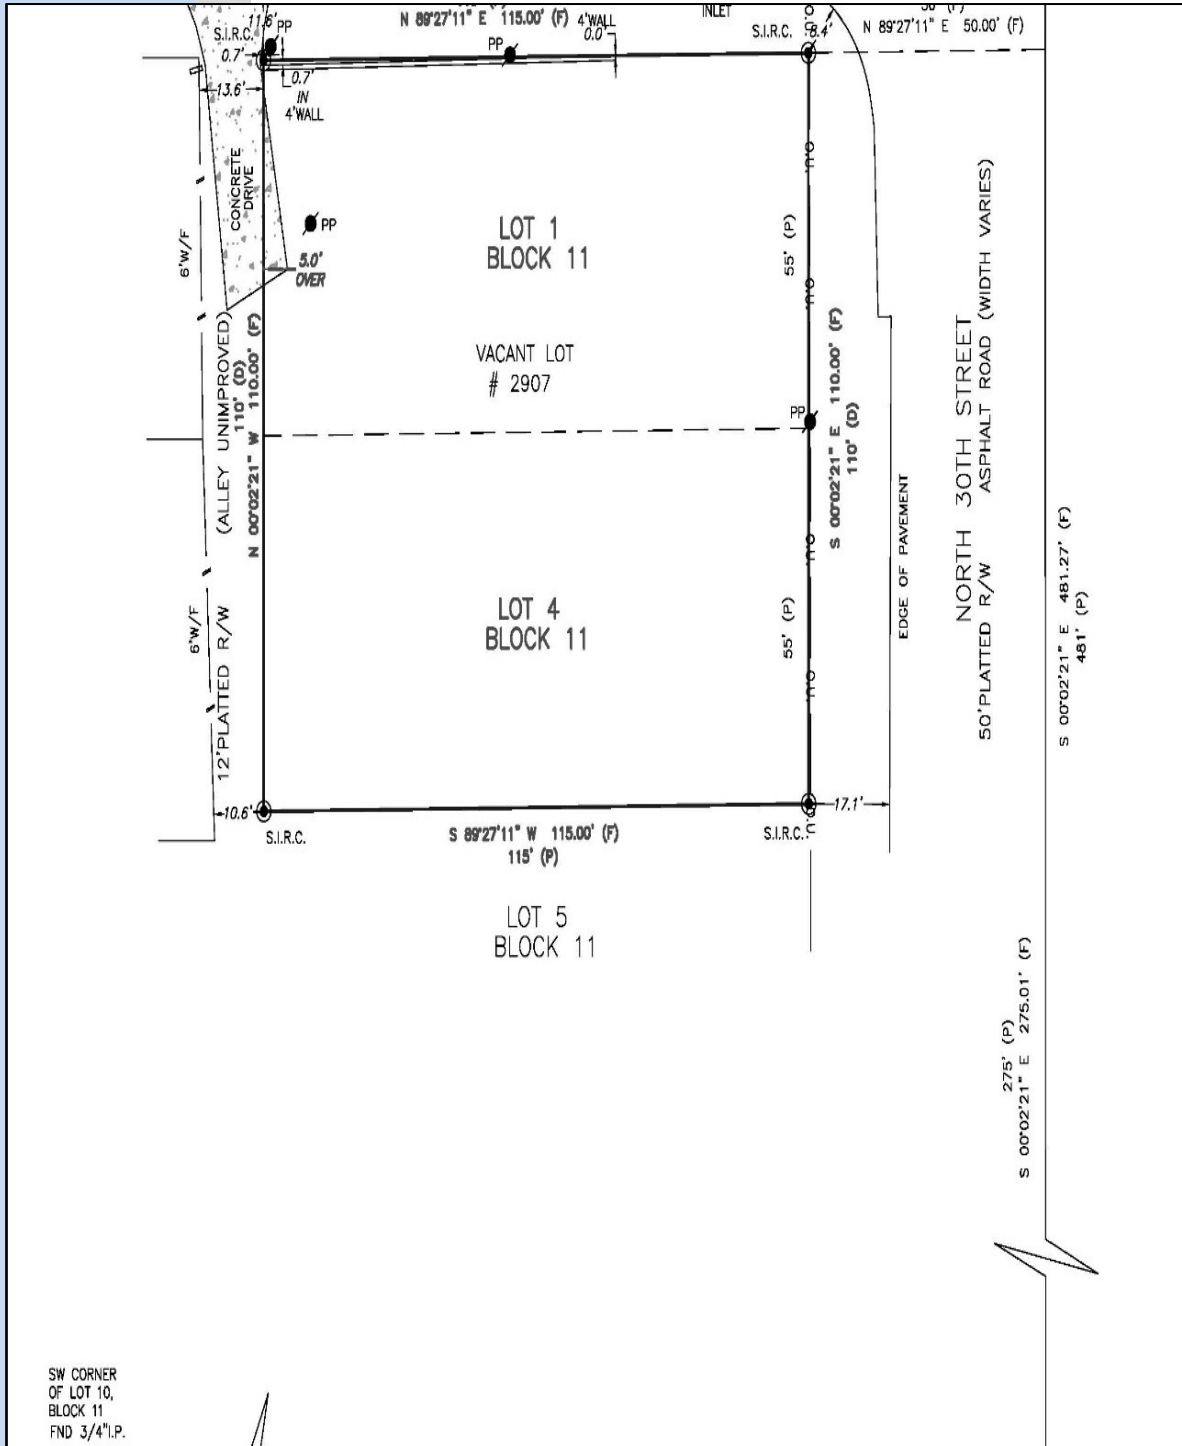 INLET
11.6'
PP
S.I.R.C.
0.7'
N 89°27'11" E 115.00' (F)
4'WALL
0.0'
PP
S.I.R.C.
8.4'
N 89°27'11" E 50.00' (F)
13.6'
0.7'
IN
4'WALL
CONCRETE
DRIVE
PP
5.0'
OVER
6'W/F
LOT 1
BLOCK 11
55' (P)
O.U.
O.U.
VACANT LOT
# 2907
12'PLATTED R/W (ALLEY UNIMPROVED)
110' (D)
N 00°02'21" W 110.00' (F)
PP
S 00°02'21" E 110.00' (F)
110' (D)
EDGE OF PAVEMENT
NORTH 30TH STREET
50'PLATTED R/W ASPHALT ROAD (WIDTH VARIES)
S 00°02'21" E 481.27' (F)
481' (P)
6'W/F
LOT 4
BLOCK 11
55' (P)
O.U.
O.U.
10.6'
S.I.R.C.
S 89°27'11" W 115.00' (F)
115' (P)
S.I.R.C.
17.1'
LOT 5
BLOCK 11
275' (P)
S 00°02'21" E 275.01' (F)
SW CORNER
OF LOT 10,
BLOCK 11
FND 3/4"I.P.